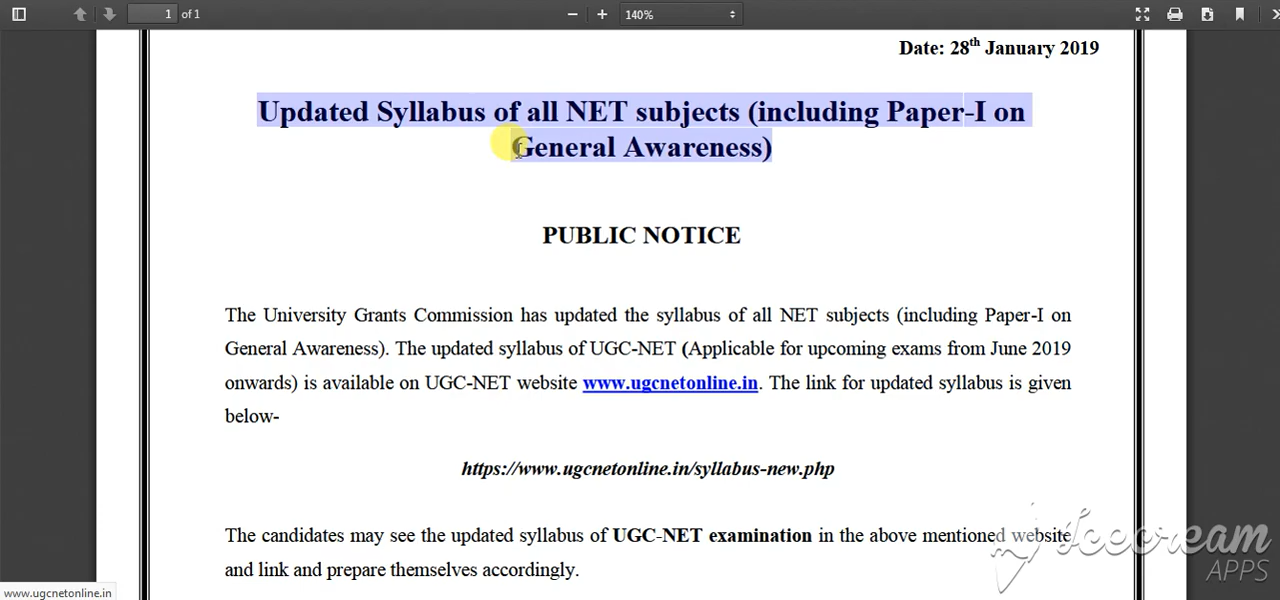 1 of 1 140%
Date: 28th January 2019
Updated Syllabus of all NET subjects (including Paper-I on
General Awareness)
PUBLIC NOTICE
The University Grants Commission has updated the syllabus of all NET subjects (including Paper-I on
General Awareness). The updated syllabus of UGC-NET (Applicable for upcoming exams from June 2019
onwards) is available on UGC-NET website www.ugcnetonline.in. The link for updated syllabus is given
below-
https://www.ugcnetonline.in/syllabus-new.php
The candidates may see the updated syllabus of UGC-NET examination in the above mentioned website
and link and prepare themselves accordingly.
Icecream
APPS
www.ugcnetonline.in